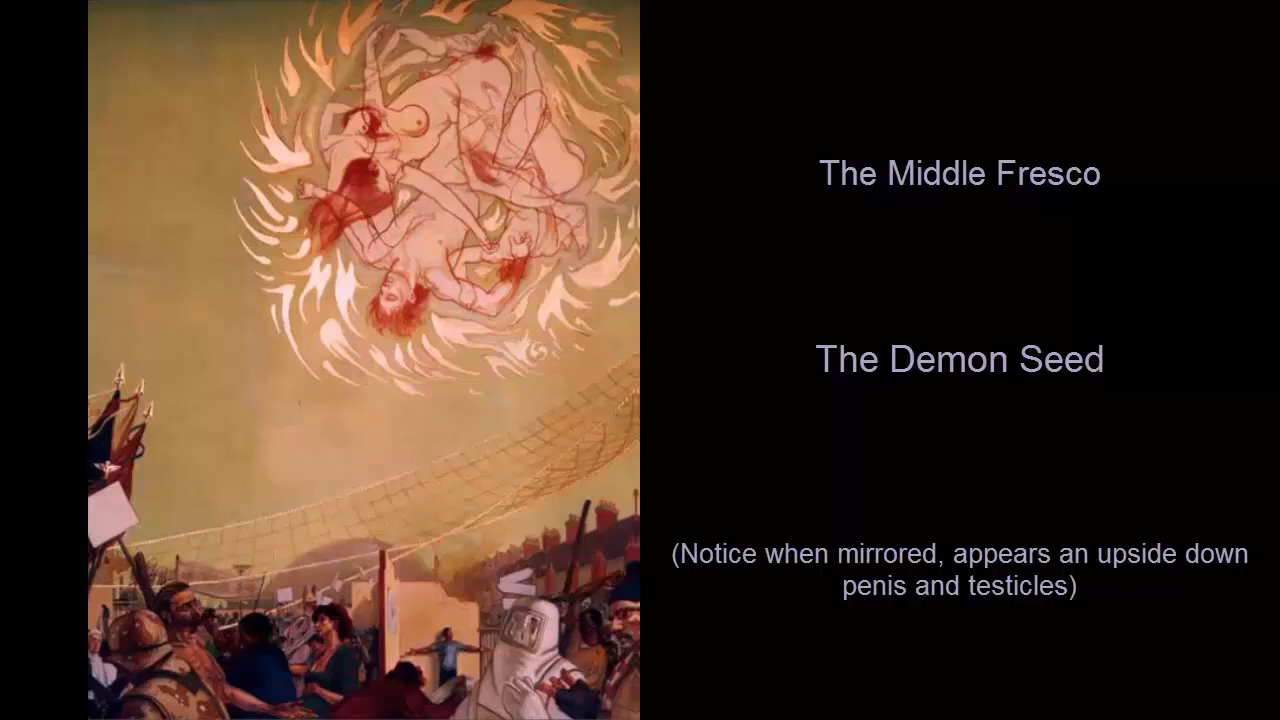 The Middle Fresco
The Demon Seed
(Notice when mirrored, appears an upside down
penis and testicles)